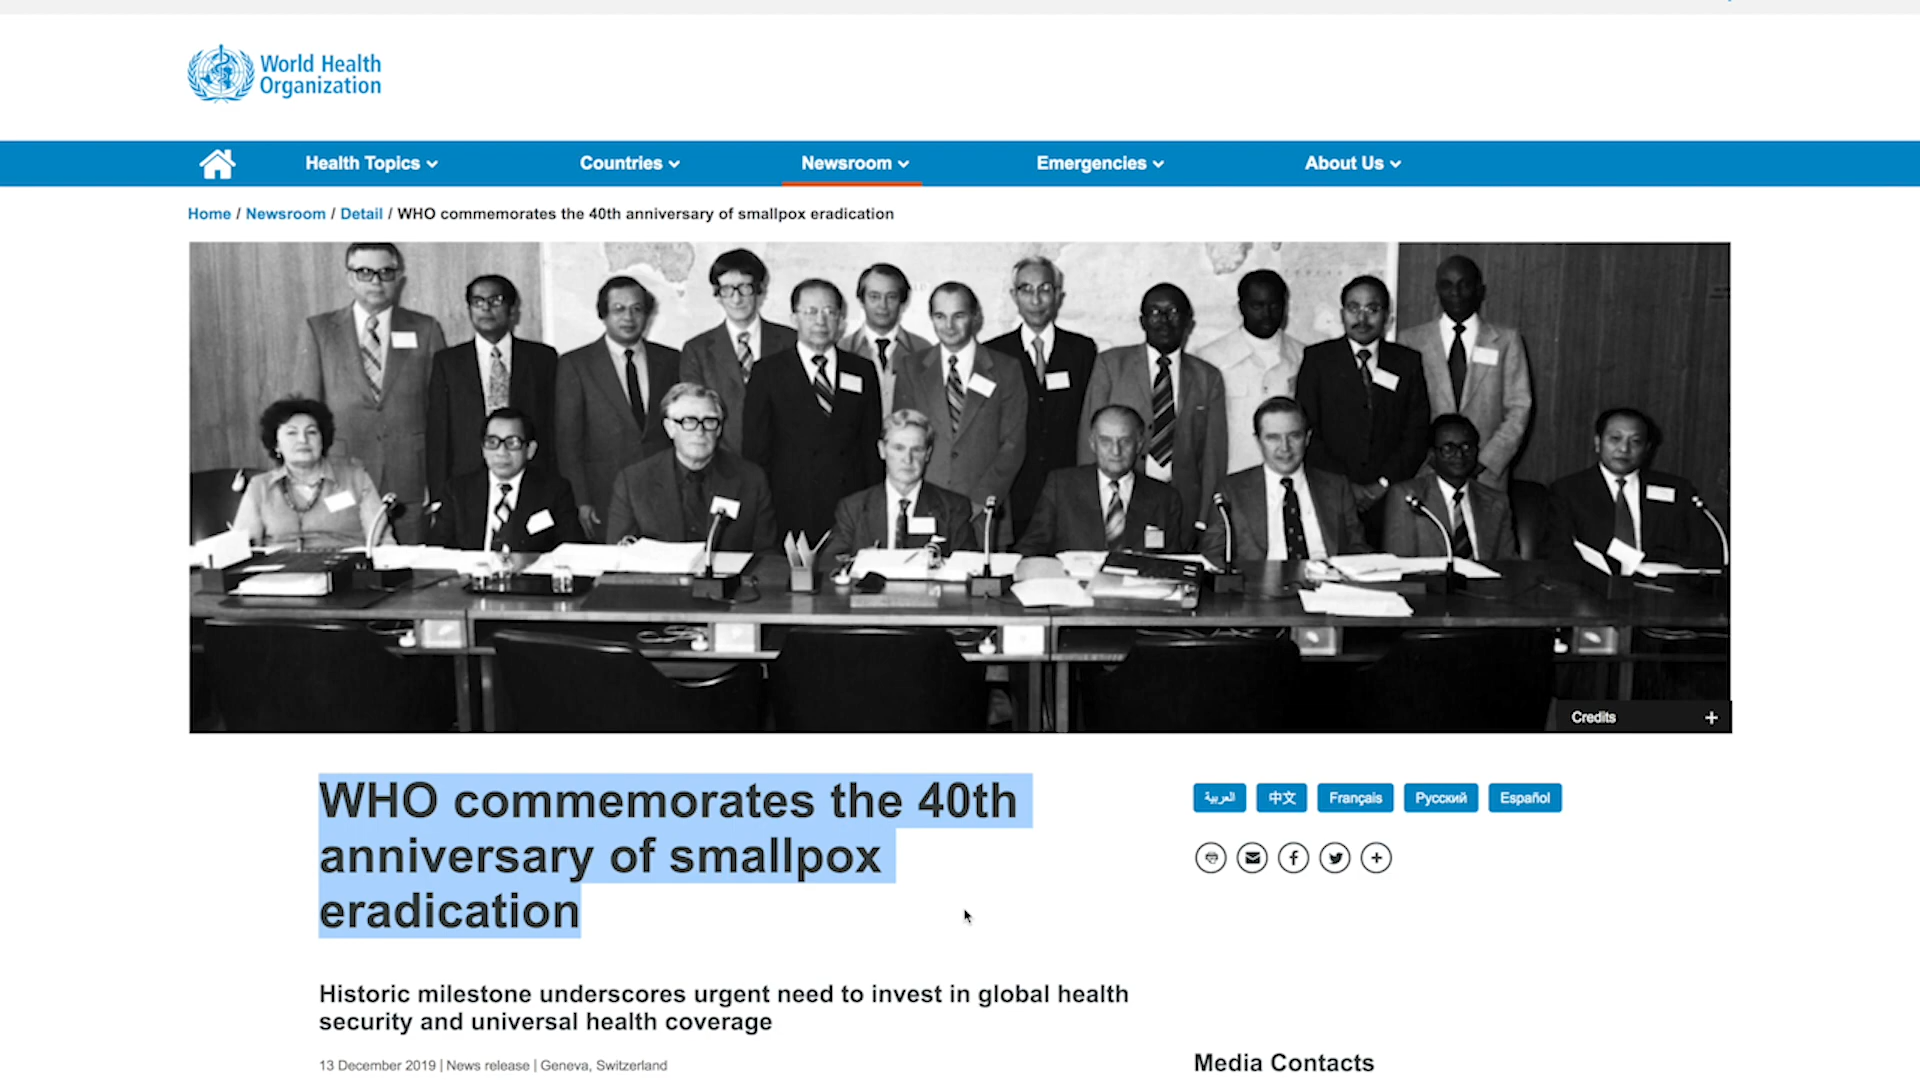 World Health
Organization
Health Topics
Countries
Newsroom
Emergencies
About Us
Home / Newsroom / Detail / WHO commemorates the 40th anniversary of smallpox eradication
Credits +
WHO commemorates the 40th
anniversary of smallpox
eradication
العربية
中文
Français
Русский
Español
Historic milestone underscores urgent need to invest in global health
security and universal health coverage
13 December 2019 | News release | Geneva, Switzerland
Media Contacts